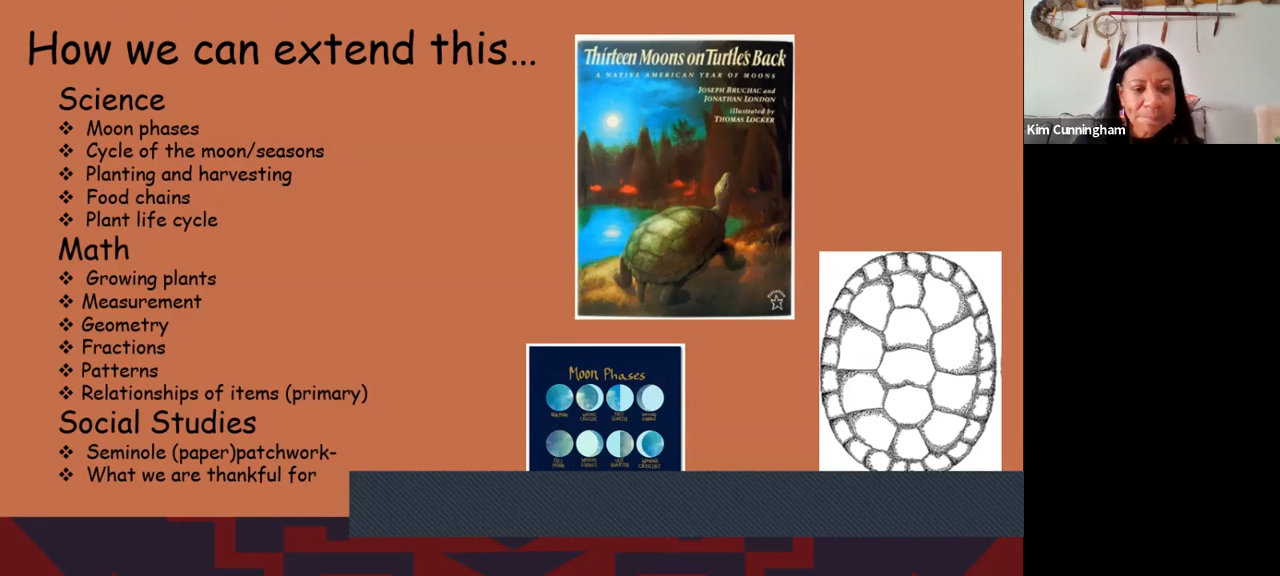 How we can extend this...
Science
❖ Moon phases
❖ Cycle of the moon/seasons
❖ Planting and harvesting
❖ Food chains
❖ Plant life cycle
Math
❖ Growing plants
❖ Measurement
❖ Geometry
❖ Fractions
❖ Patterns
❖ Relationships of items (primary)
Social Studies
❖ Seminole (paper)patchwork-
❖ What we are thankful for
Thirteen Moons on Turtle's Back
A NATIVE AMERICAN YEAR OF MOONS
JOSEPH BRUCHAC and
JONATHAN LONDON
illustrated by
THOMAS LOCKER
Moon Phases
Kim Cunningham